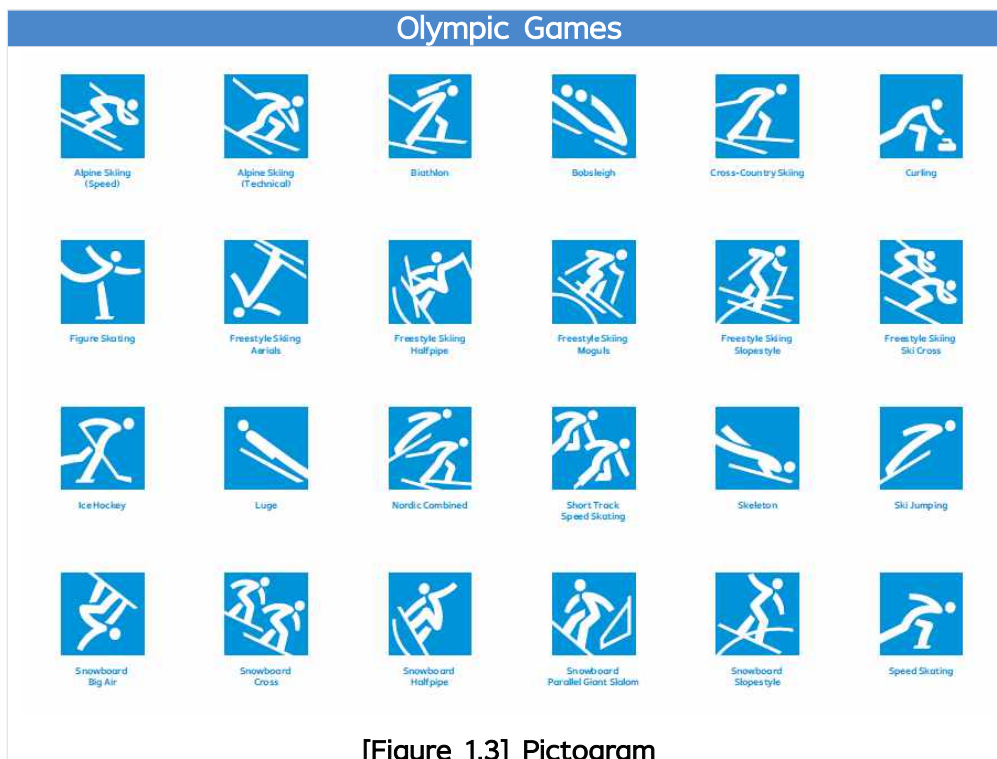 Olympic Games
Alpine Skiing
(Speed)
Alpine Skiing
(Technical)
Biathlon
Bobsleigh
Cross-Country Skiing
Curling
Figure Skating
Freestyle Skiing
Aerials
Freestyle Skiing
Halfpipe
Freestyle Skiing
Moguls
Freestyle Skiing
Slopestyle
Freestyle Skiing
Ski Cross
Ice Hockey
Luge
Nordic Combined
Short Track
Speed Skating
Skeleton
Ski Jumping
Snowboard
Big Air
Snowboard
Cross
Snowboard
Halfpipe
Snowboard
Parallel Giant Slalom
Snowboard
Slopestyle
Speed Skating
[Figure 1.3] Pictogram